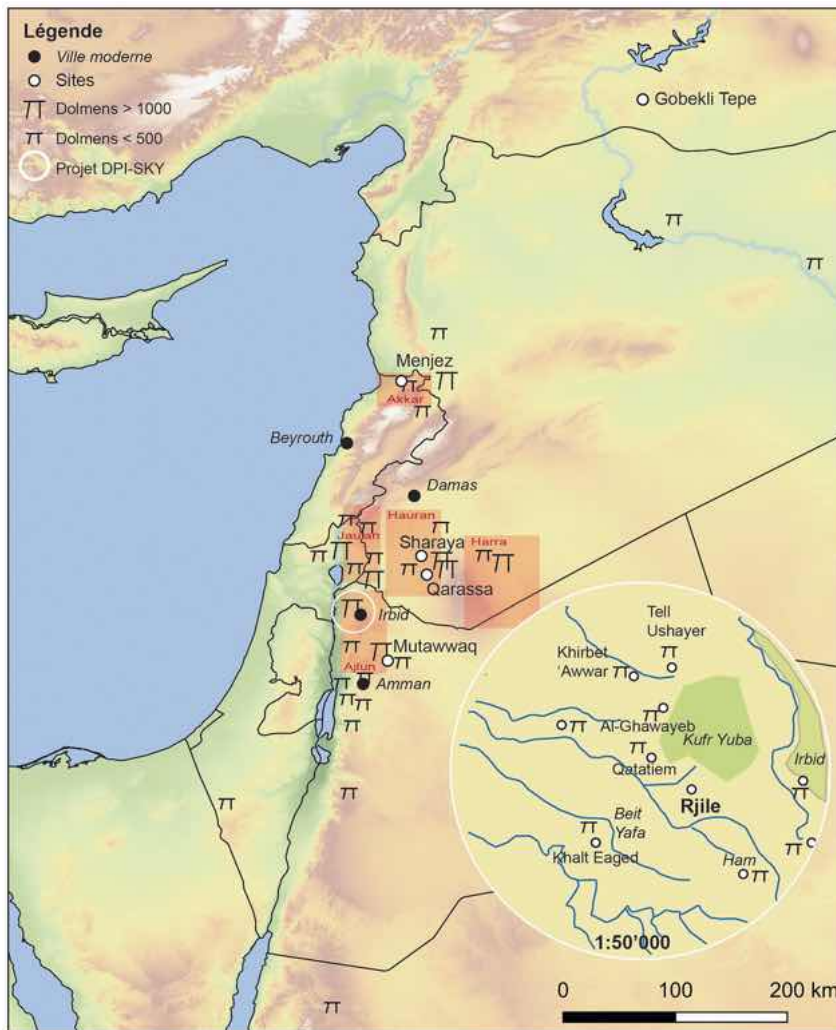 Légende
Ville moderne
Sites
Dolmens > 1000
Dolmens < 500
Projet DPI-SKY
Gobekli Tepe
Menjez
Akkar
Beyrouth
Damas
Hauran
Jaulan
Sharaya
Harra
Qarassa
Irbid
Mutawwaq
Ajlun
Amman
Tell
Ushayer
Khirbet
'Awwar
Al-Ghawayeb
Kufr Yuba
Qatatiem
Irbid
Rjile
Beit
Yafa
Khalt Eaged
Ham
1:50'000
0 100 200 km